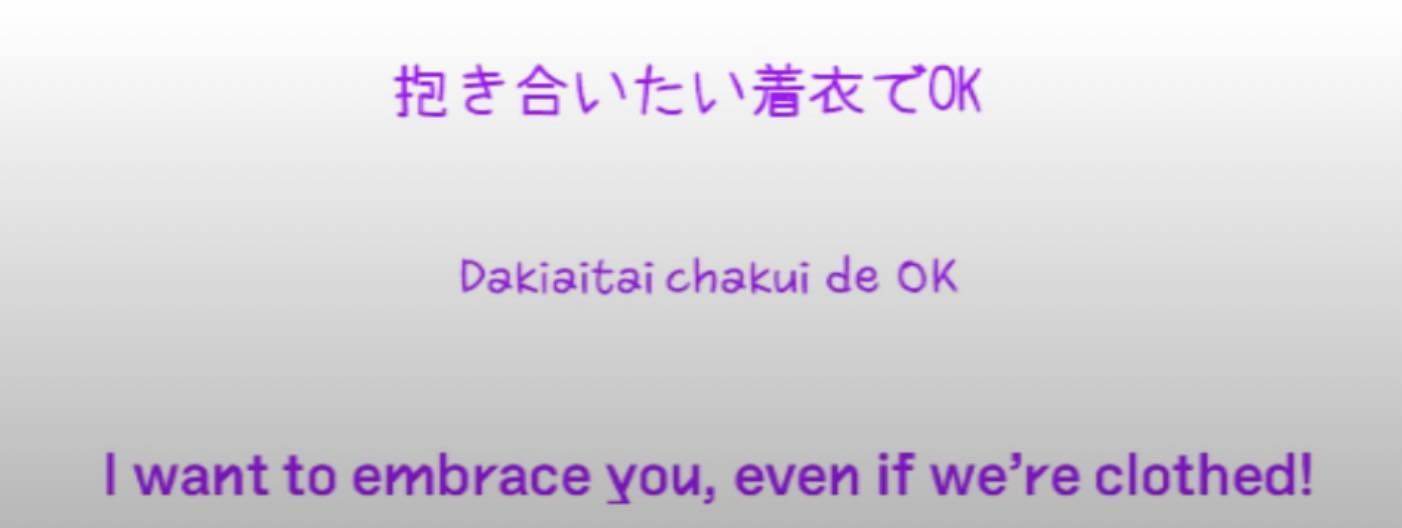 抱き合いたい着衣でOK
Dakiaitai chakui de OK
I want to embrace you, even if we're clothed!